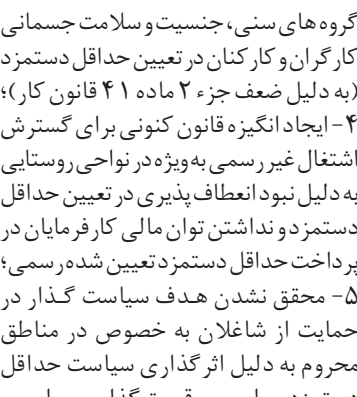 گروه های سنی، جنسیت و سلامت جسمانی
کارگران و کارکنان در تعیین حداقل دستمزد
(به دلیل ضعف جزء ۲ ماده ۴۱ قانون کار)؛
۴- ایجاد انگیزه قانون کنونی برای گسترش
اشتغال غیررسمی به‌ویژه در نواحی روستایی
به دلیل نبود انعطاف پذیری در تعیین حداقل
دستمزد و نداشتن توان مالی کارفرمایان در
پرداخت حداقل دستمزد تعیین شده رسمی؛
۵- محقق نشدن هدف سیاست گذار در
حمایت از شاغلان به خصوص در مناطق
محروم به دلیل اثرگذاری سیاست حداقل